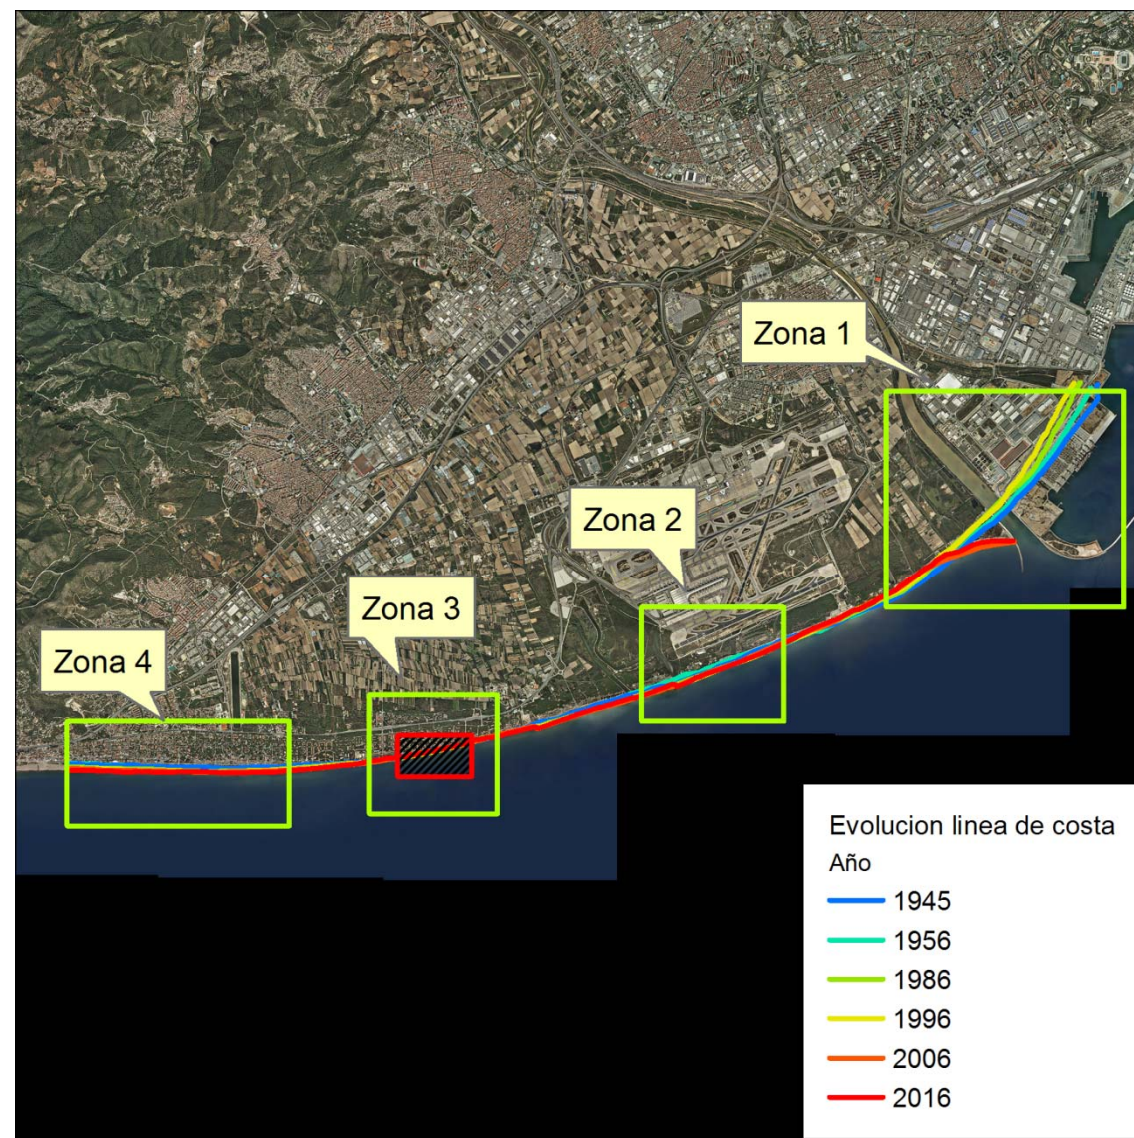 Zona 1
Zona 2
Zona 3
Zona 4
Evolucion linea de costa
Año
1945
1956
1986
1996
2006
2016